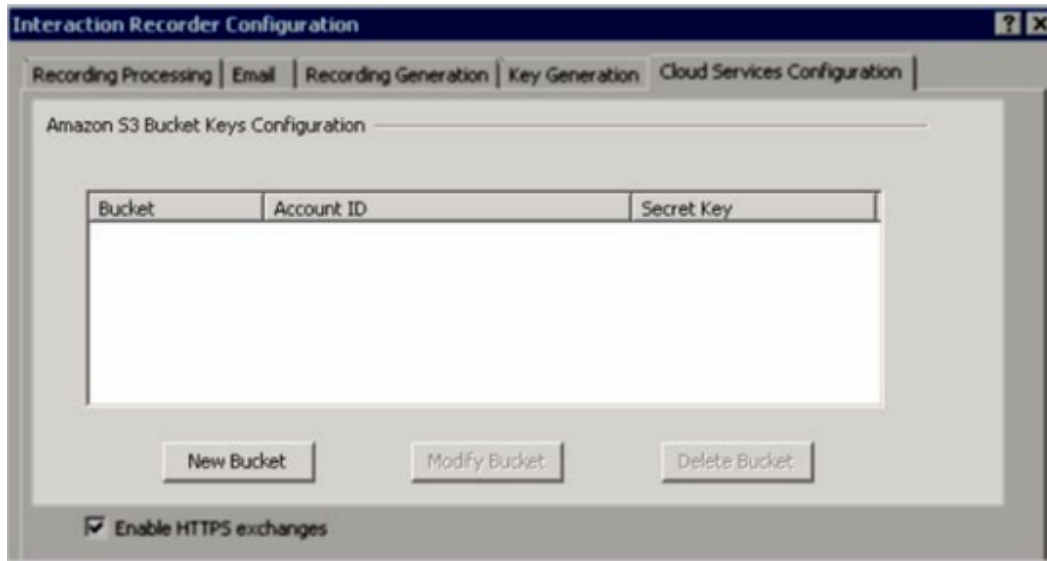 Interaction Recorder Configuration
Recording Processing Email Recording Generation Key Generation Cloud Services Configuration
Amazon S3 Bucket Keys Configuration
Bucket Account ID Secret Key
New Bucket Modify Bucket Delete Bucket
Enable HTTPS exchanges